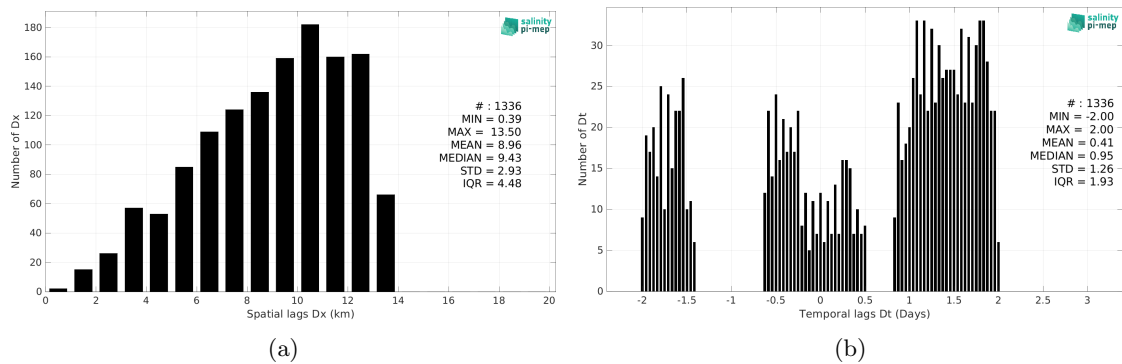 salinity
pi-mep
Number of Dx
180
160
140
120
100
80
60
40
20
0
# : 1336
MIN = 0.39
MAX = 13.50
MEAN = 8.96
MEDIAN = 9.43
STD = 2.93
IQR = 4.48
0 2 4 6 8 10 12 14 16 18 20
Spatial lags Dx (km)
(a)
salinity
pi-mep
Number of Dt
30
25
20
15
10
5
0
# : 1336
MIN = -2.00
MAX = 2.00
MEAN = 0.41
MEDIAN = 0.95
STD = 1.26
IQR = 1.93
-2 -1.5 -1 -0.5 0 0.5 1 1.5 2 2.5 3
Temporal lags Dt (Days)
(b)